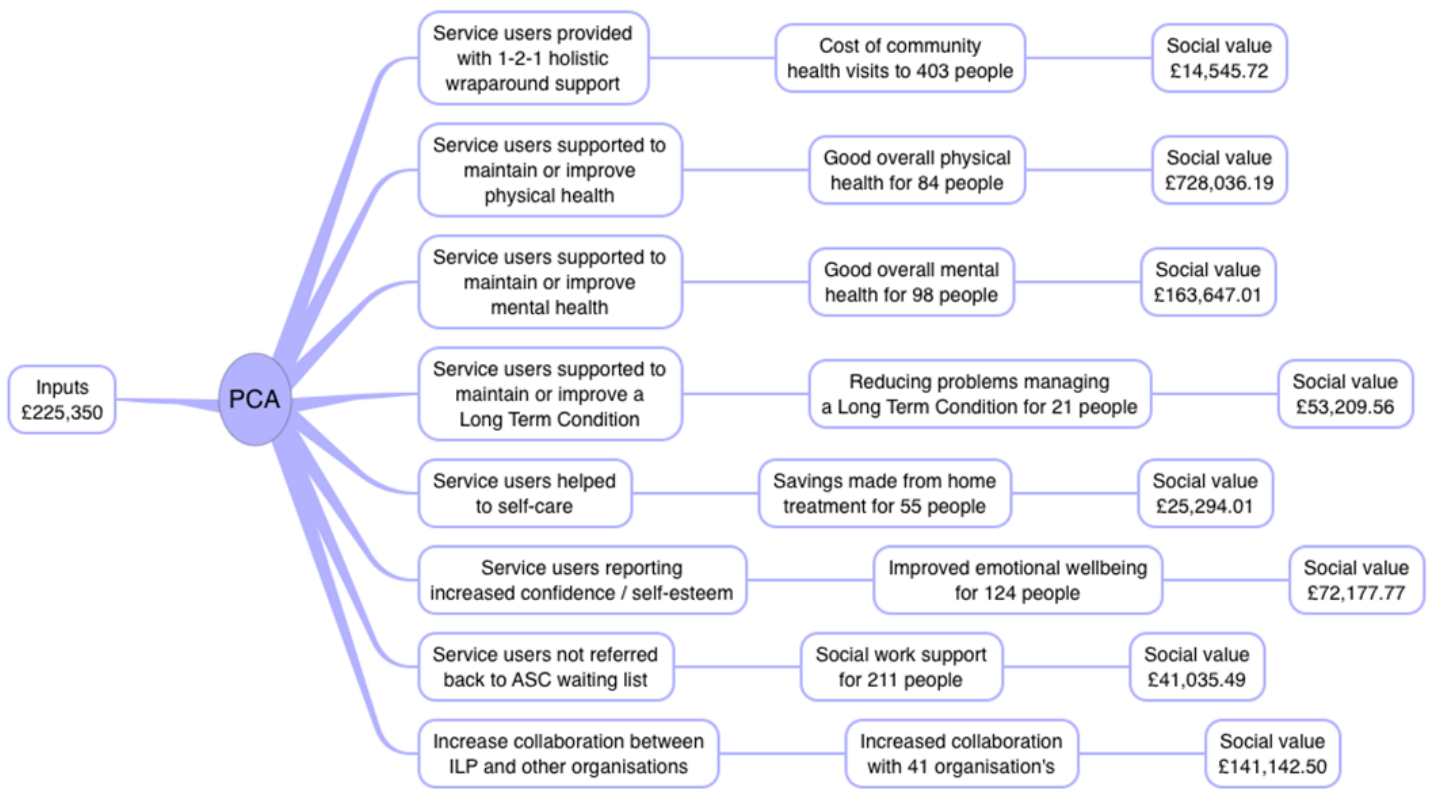 Inputs
£225,350
PCA
Service users provided
with 1-2-1 holistic
wraparound support
Cost of community
health visits to 403 people
Social value
£14,545.72
Service users supported to
maintain or improve
physical health
Good overall physical
health for 84 people
Social value
£728,036.19
Service users supported to
maintain or improve
mental health
Good overall mental
health for 98 people
Social value
£163,647.01
Service users supported to
maintain or improve a
Long Term Condition
Reducing problems managing
a Long Term Condition for 21 people
Social value
£53,209.56
Service users helped
to self-care
Savings made from home
treatment for 55 people
Social value
£25,294.01
Service users reporting
increased confidence / self-esteem
Improved emotional wellbeing
for 124 people
Social value
£72,177.77
Service users not referred
back to ASC waiting list
Social work support
for 211 people
Social value
£41,035.49
Increase collaboration between
ILP and other organisations
Increased collaboration
with 41 organisation's
Social value
£141,142.50